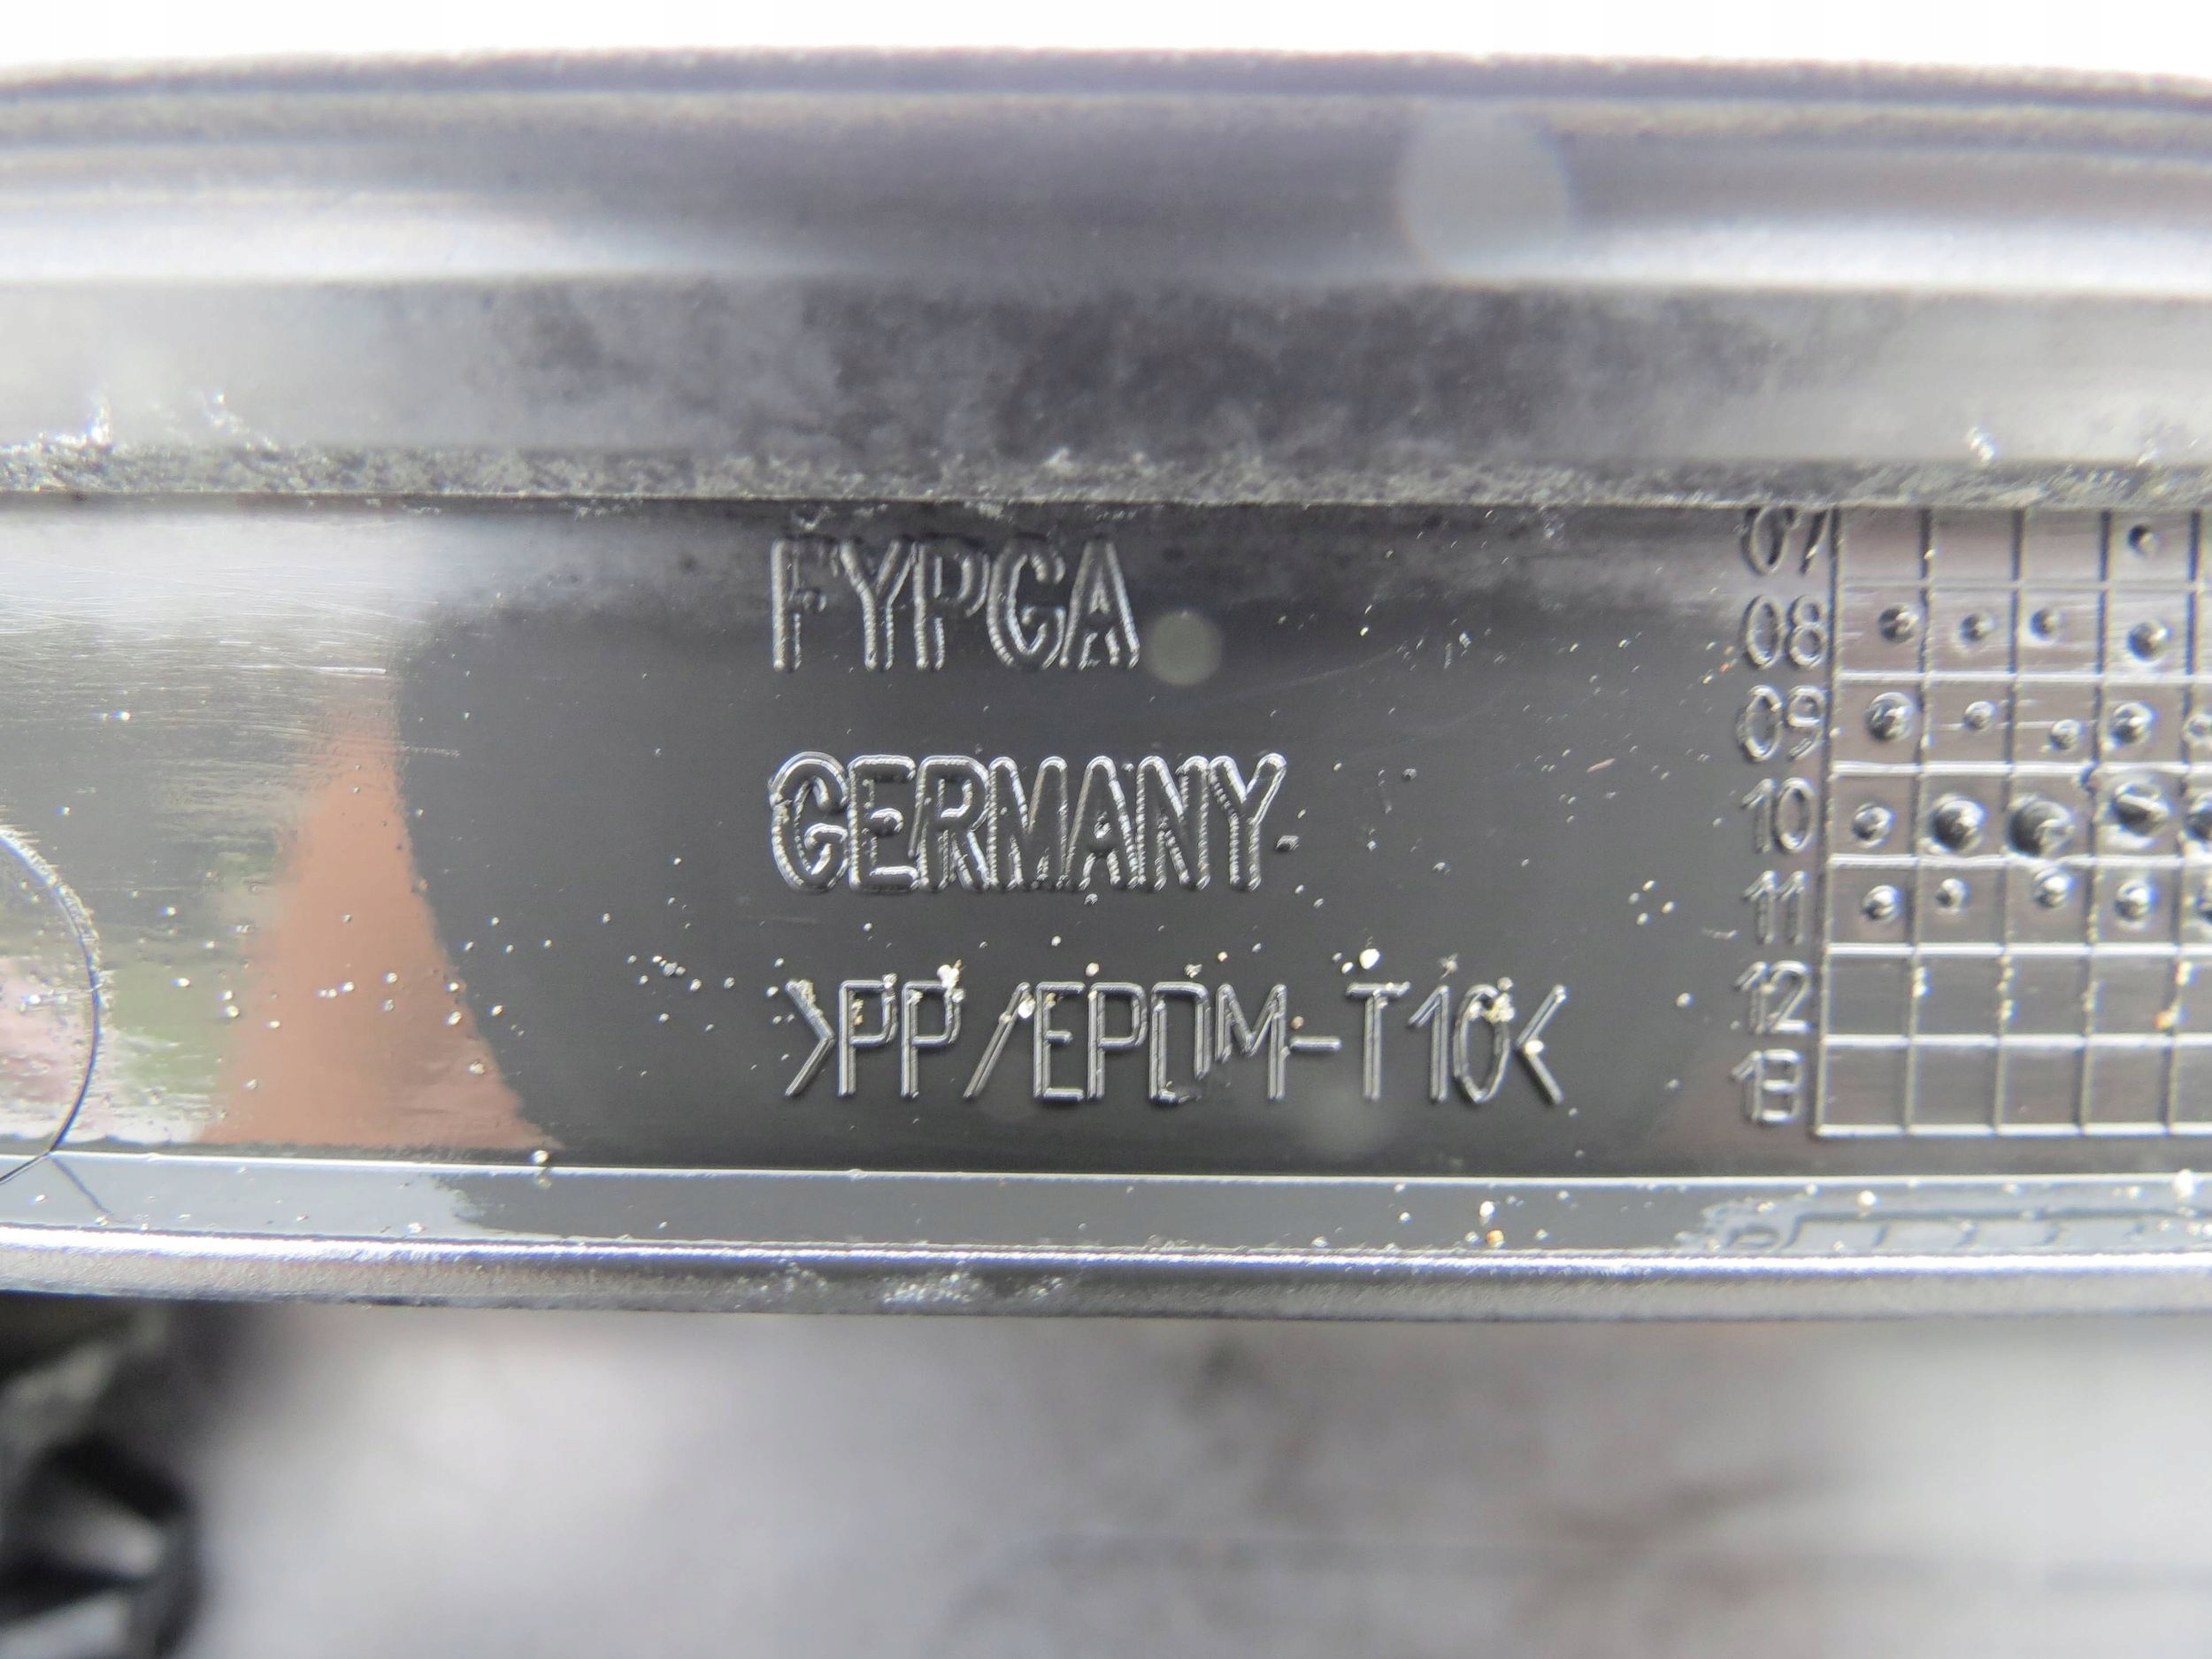 FYPCA
GERMANY
>PP/EPDM-T10<
07
08
09
10
11
12
13